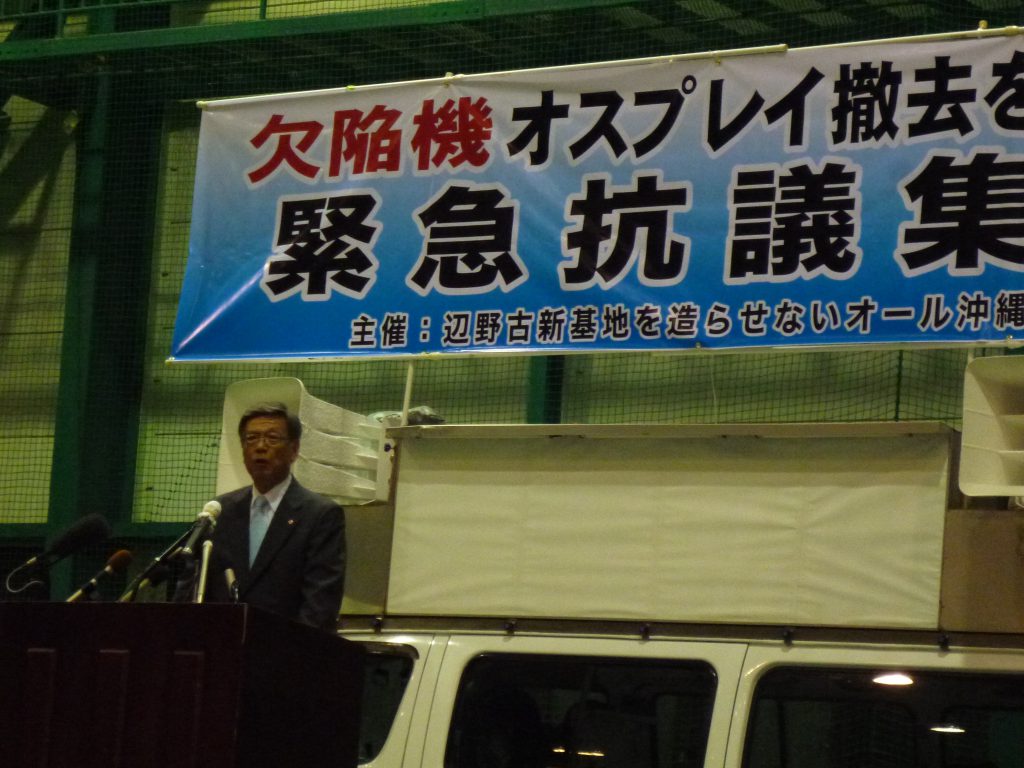 欠陥機オスプレイ撤去を
緊急抗議集
主催：辺野古新基地を造らせないオール沖縄